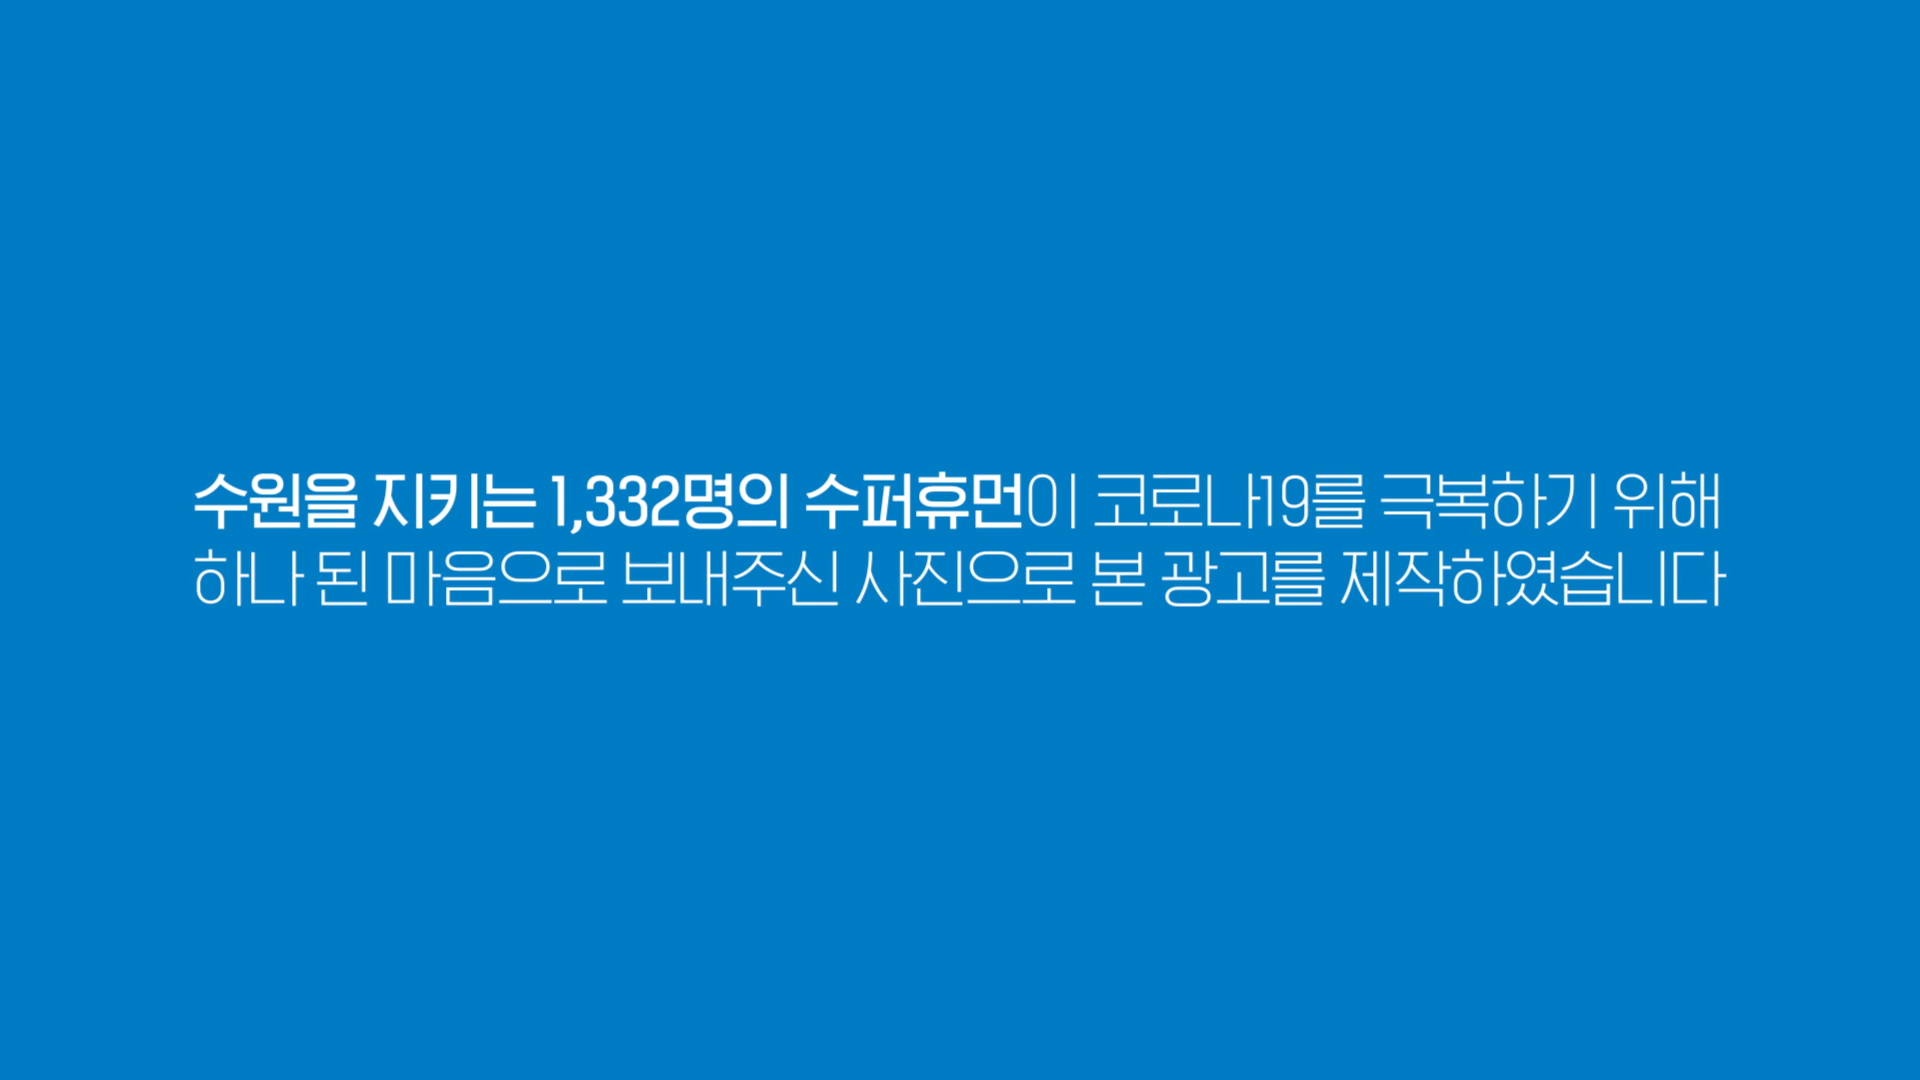 수원을 지키는 1,332명의 수퍼휴먼이 코로나19를 극복하기 위해
하나 된 마음으로 보내주신 사진으로 본 광고를 제작하였습니다